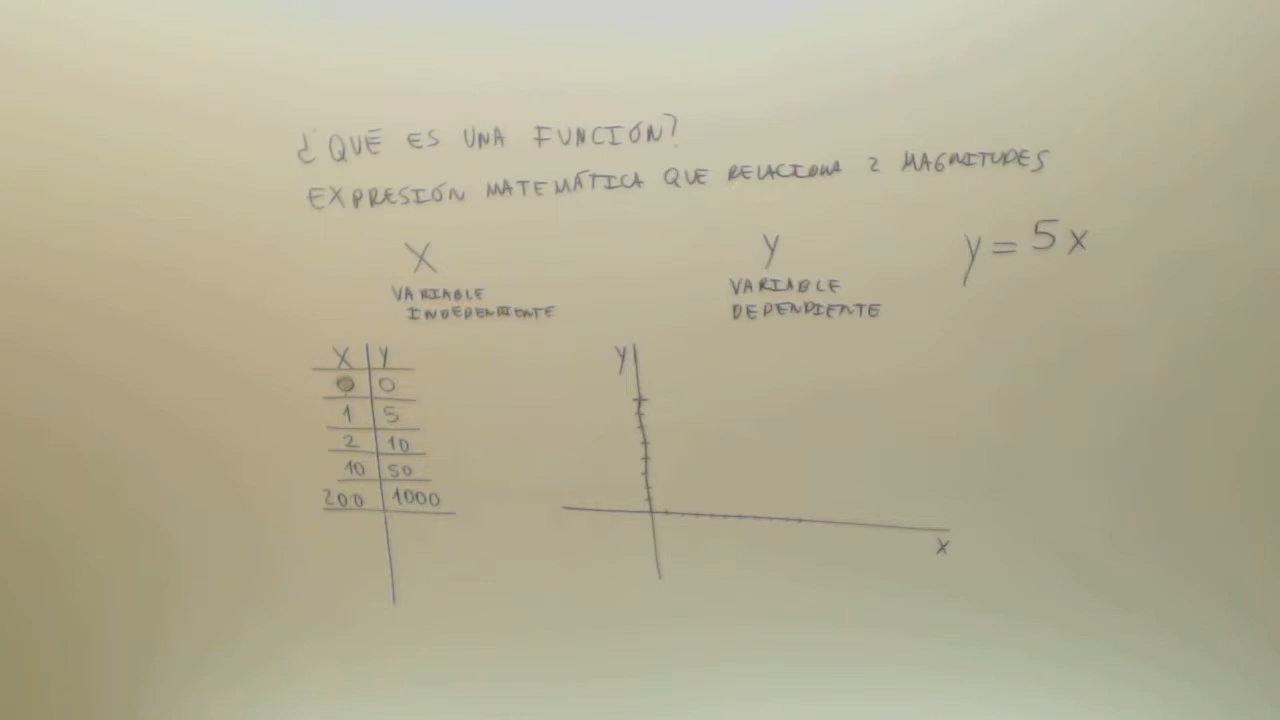 ¿QUÉ ES UNA FUNCIÓN?
EXPRESIÓN MATEMÁTICA QUE RELACIONA 2 MAGNITUDES
X
y
y = 5x
VARIABLE
INDEPENDIENTE
VARIABLE
DEPENDIENTE
X Y
0 0
1 5
2 10
10 50
200 1000
y
x